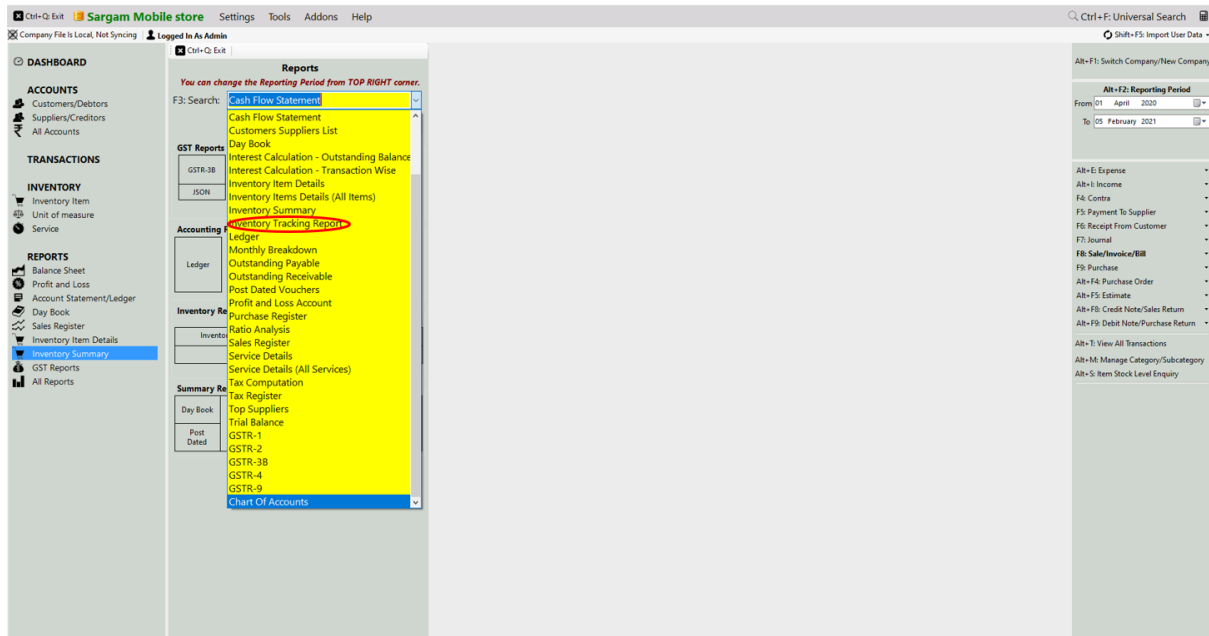 Ctrl+Q: Exit Sargam Mobile store Settings Tools Addons Help Ctrl+F: Universal Search
Company File Is Local, Not Syncing Logged In As Admin Shift+F5: Import User Data
DASHBOARD
ACCOUNTS
Customers/Debtors
Suppliers/Creditors
All Accounts
TRANSACTIONS
INVENTORY
Inventory Item
Unit of measure
Service
REPORTS
Balance Sheet
Profit and Loss
Account Statement/Ledger
Day Book
Sales Register
Inventory Item Details
Inventory Summary
GST Reports
All Reports
Ctrl+Q: Exit
Reports
You can change the Reporting Period from TOP RIGHT corner.
F3: Search: Cash Flow Statement
GST Reports
GSTR-3B
JSON
Accounting
Ledger
Inventory Re
Invento
Summary Re
Day Book
Post
Dated
Cash Flow Statement
Customers Suppliers List
Day Book
Interest Calculation - Outstanding Balance
Interest Calculation - Transaction Wise
Inventory Item Details
Inventory Items Details (All Items)
Inventory Summary
Inventory Tracking Report
Ledger
Monthly Breakdown
Outstanding Payable
Outstanding Receivable
Post Dated Vouchers
Profit and Loss Account
Purchase Register
Ratio Analysis
Sales Register
Service Details
Service Details (All Services)
Tax Computation
Tax Register
Top Suppliers
Trial Balance
GSTR-1
GSTR-2
GSTR-3B
GSTR-4
GSTR-9
Chart Of Accounts
Alt+F1: Switch Company/New Company
Alt+F2: Reporting Period
From 01 April 2020
To 05 February 2021
Alt+E: Expense
Alt+I: Income
F4: Contra
F5: Payment To Supplier
F6: Receipt From Customer
F7: Journal
F8: Sale/Invoice/Bill
F9: Purchase
Alt+F4: Purchase Order
Alt+F5: Estimate
Alt+F8: Credit Note/Sales Return
Alt+F9: Debit Note/Purchase Return
Alt+T: View All Transactions
Alt+M: Manage Category/Subcategory
Alt+S: Item Stock Level Enquiry